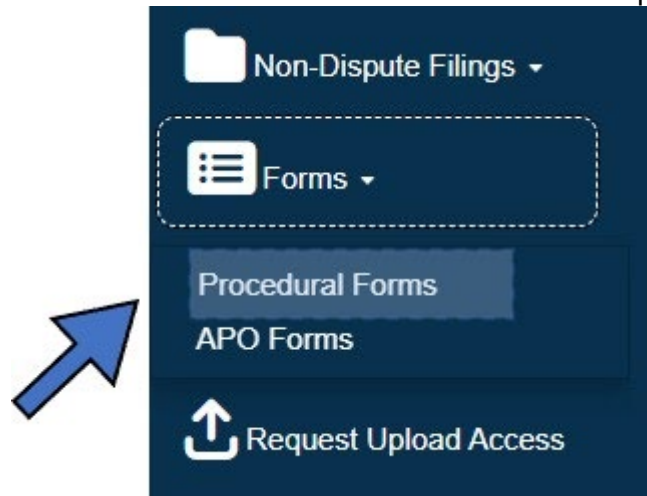 Non-Dispute Filings
Forms
Procedural Forms
APO Forms
Request Upload Access